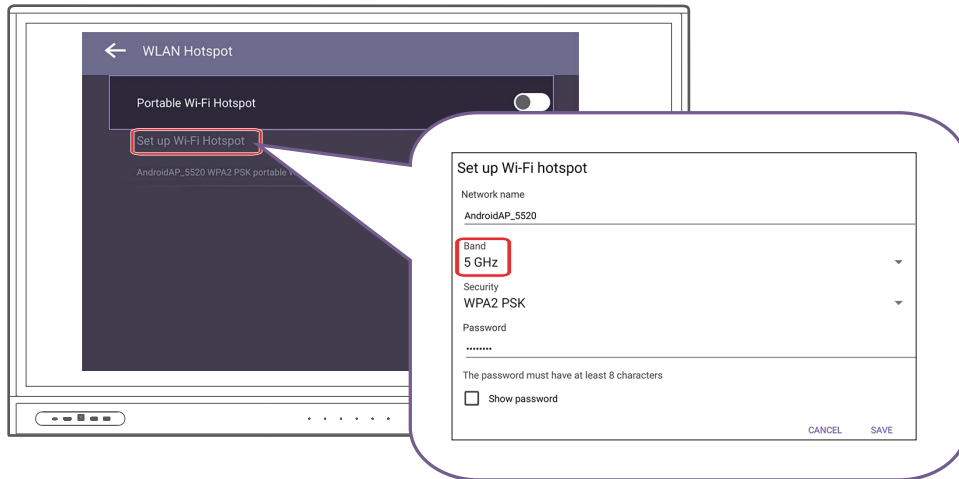 WLAN Hotspot
Portable Wi-Fi Hotspot
Set up Wi-Fi Hotspot
AndroidAP_5520 WPA2 PSK portable
Set up Wi-Fi hotspot
Network name
AndroidAP_5520
Band
5 GHz
Security
WPA2 PSK
Password
••••••••
The password must have at least 8 characters
Show password
CANCEL SAVE